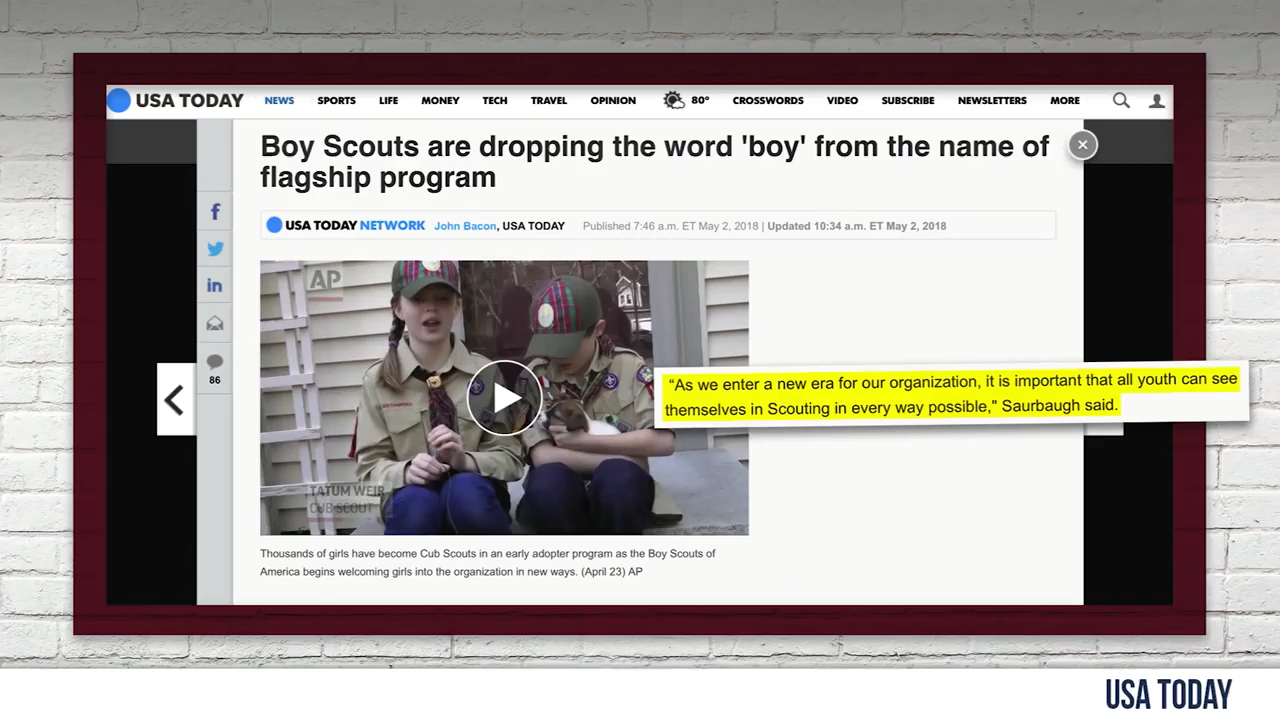 USA TODAY NEWS SPORTS LIFE MONEY TECH TRAVEL OPINION 80° CROSSWORDS VIDEO SUBSCRIBE NEWSLETTERS MORE
Boy Scouts are dropping the word 'boy' from the name of
flagship program
USA TODAY NETWORK John Bacon, USA TODAY Published 7:46 a.m. ET May 2, 2018 | Updated 10:34 a.m. ET May 2, 2018
f
in
86
AP
TATUM WEIR
CUB SCOUT
“As we enter a new era for our organization, it is important that all youth can see
themselves in Scouting in every way possible," Saurbaugh said.
Thousands of girls have become Cub Scouts in an early adopter program as the Boy Scouts of
America begins welcoming girls into the organization in new ways. (April 23) AP
USA TODAY